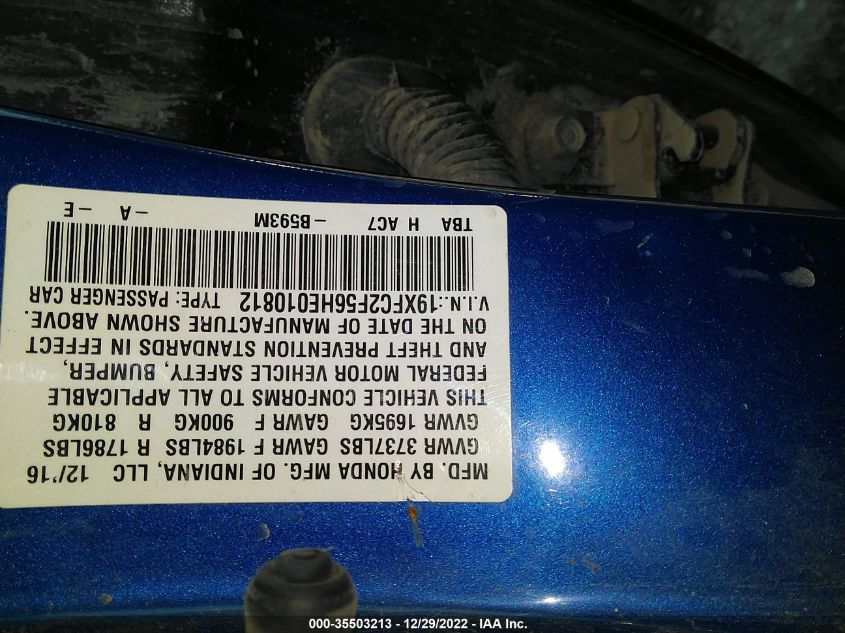 MFD. BY HONDA MFG. OF INDIANA, LLC 12/'16
GVWR 3737LBS GAWR F 1984LBS R 1786LBS
GVWR 1695KG GAWR F 900KG R 810KG
THIS VEHICLE CONFORMS TO ALL APPLICABLE
FEDERAL MOTOR VEHICLE SAFETY, BUMPER,
AND THEFT PREVENTION STANDARDS IN EFFECT
ON THE DATE OF MANUFACTURE SHOWN ABOVE.
V.I.N.:19XFC2F56HE010812 TYPE: PASSENGER CAR
TBA H AC7 -B593M -A -E
000-35503213 - 12/29/2022 - IAA Inc.